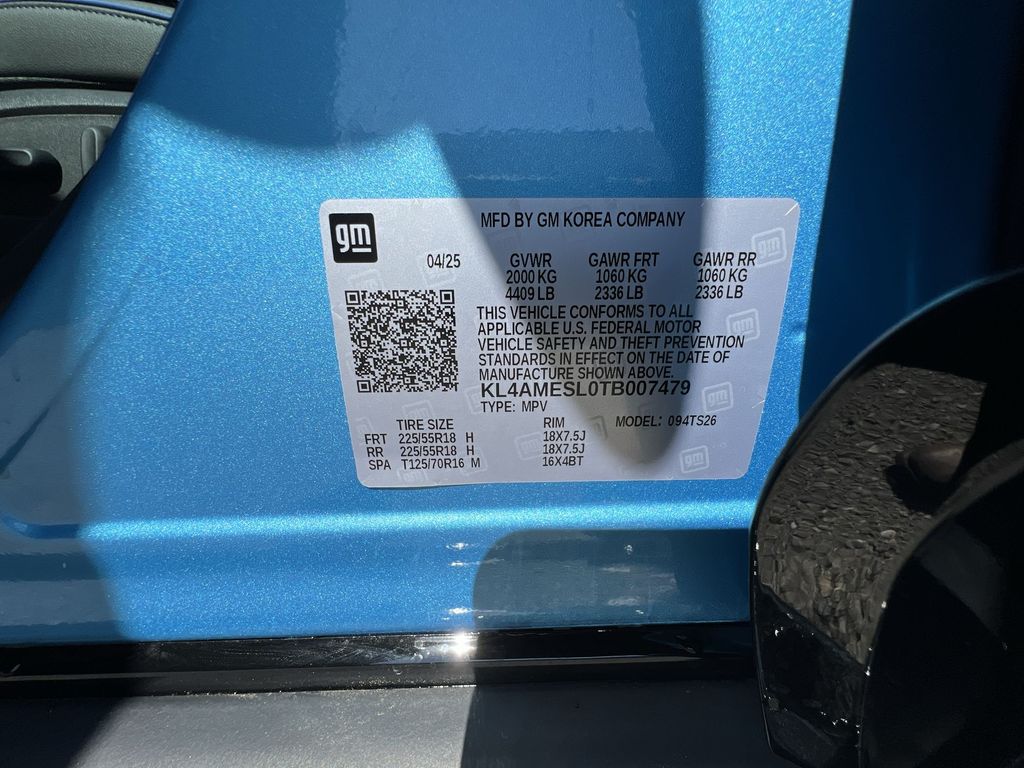 gm
MFD BY GM KOREA COMPANY
04/25 GVWR GAWR FRT GAWR RR
2000 KG 1060 KG 1060 KG
4409 LB 2336 LB 2336 LB
THIS VEHICLE CONFORMS TO ALL
APPLICABLE U.S. FEDERAL MOTOR
VEHICLE SAFETY AND THEFT PREVENTION
STANDARDS IN EFFECT ON THE DATE OF
MANUFACTURE SHOWN ABOVE.
KL4AMESL0TB007479
TYPE: MPV
TIRE SIZE RIM MODEL: 094TS26
FRT 225/55R18 H 18X7.5J
RR 225/55R18 H 18X7.5J
SPA T125/70R16 M 16X4BT